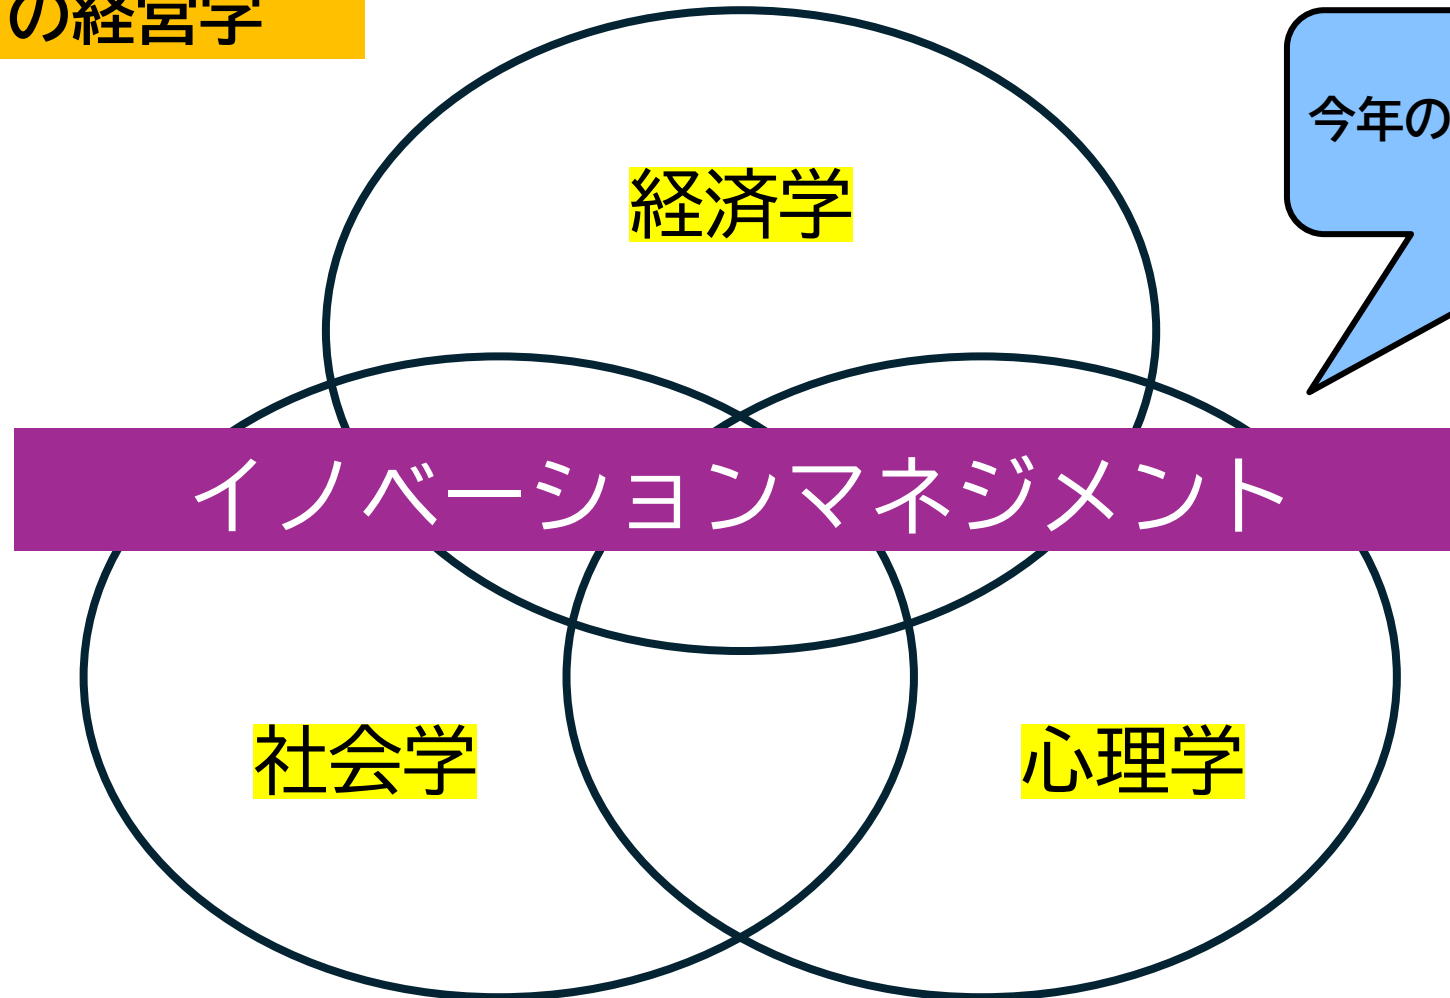 の経営学
今年の
経済学
イノベーションマネジメント
社会学
心理学